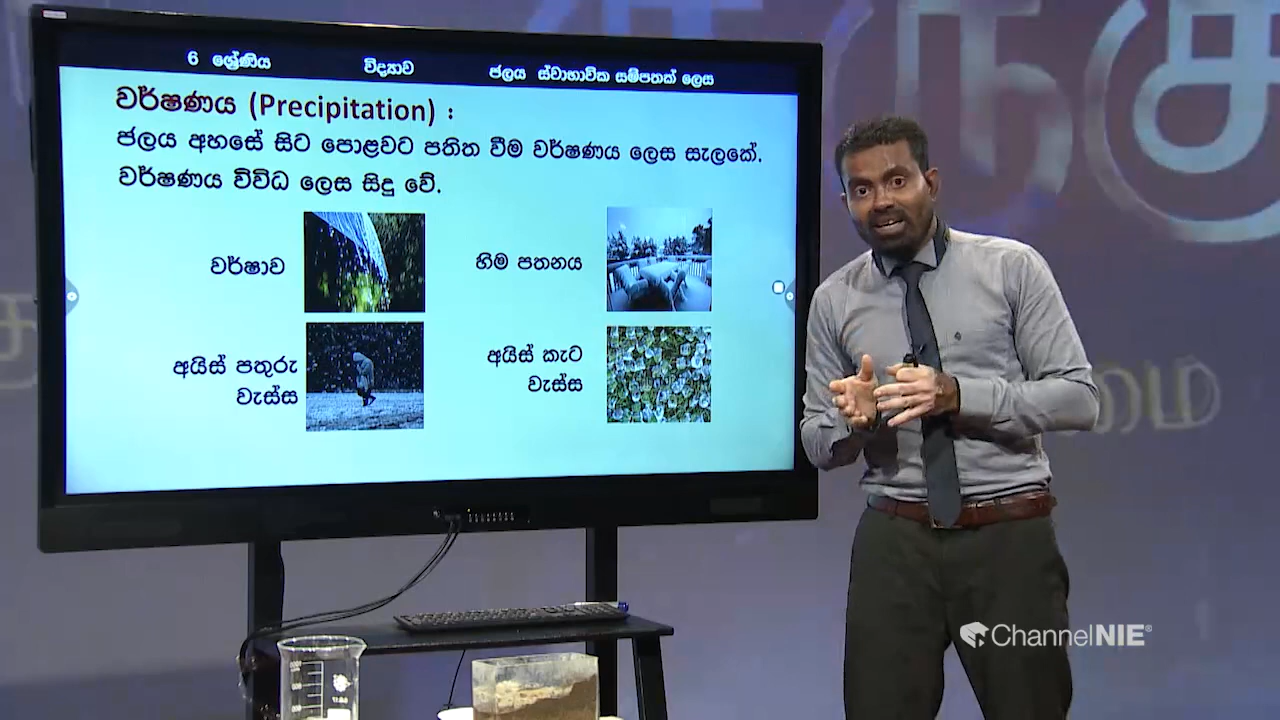 6 ශ්‍රේණිය විද්‍යාව ජලය ස්වාභාවික සම්පතක් ලෙස
වර්ෂණය (Precipitation) :
ජලය අහසේ සිට පොළවට පතිත වීම වර්ෂණය ලෙස සැලකේ.
වර්ෂණය විවිධ ලෙස සිදු වේ.
වර්ෂාව
හිම පතනය
අයිස් පතුරු
වැස්ස
අයිස් කැට
වැස්ස
ChannelNIE